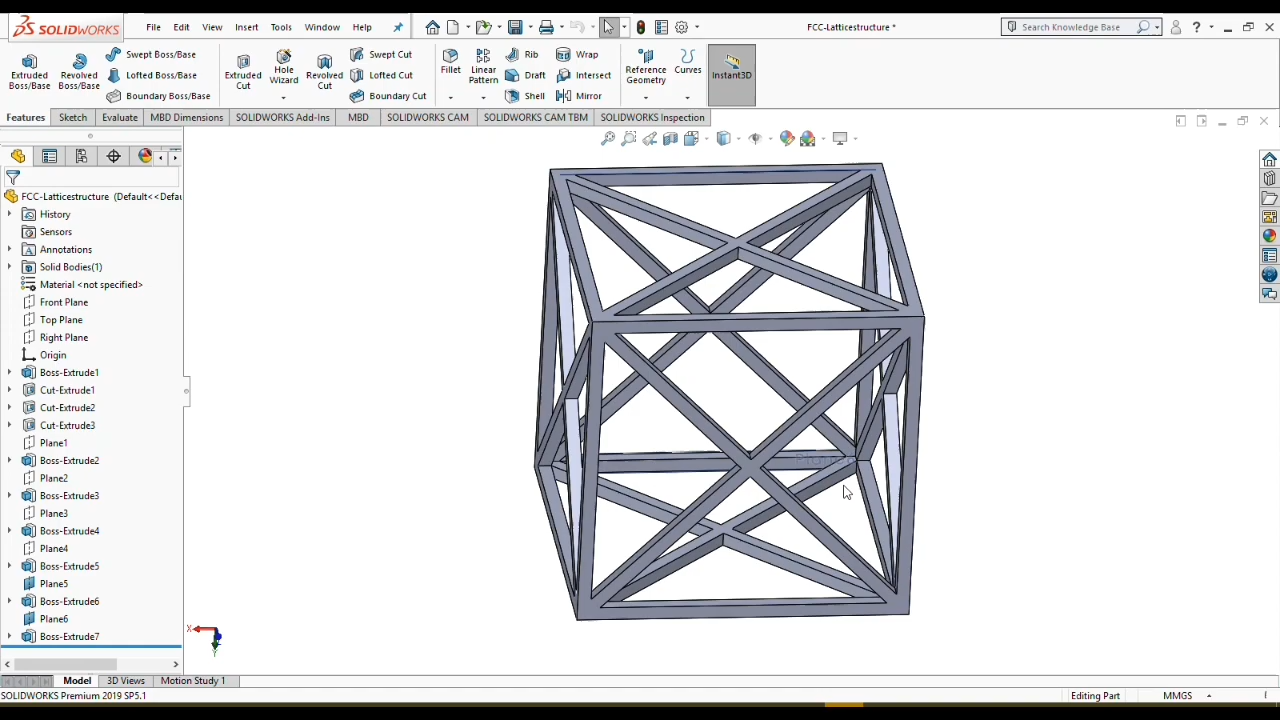 SOLIDWORKS
File Edit View Insert Tools Window Help
FCC-Latticestructure *
Search Knowledge Base
Extruded Boss/Base
Revolved Boss/Base
Swept Boss/Base
Lofted Boss/Base
Boundary Boss/Base
Extruded Cut
Hole Wizard
Revolved Cut
Swept Cut
Lofted Cut
Boundary Cut
Fillet
Linear Pattern
Rib
Draft
Shell
Wrap
Intersect
Mirror
Reference Geometry
Curves
Instant3D
Features Sketch Evaluate MBD Dimensions SOLIDWORKS Add-Ins MBD SOLIDWORKS CAM SOLIDWORKS CAM TBM SOLIDWORKS Inspection
FCC-Latticestructure (Default<<Defau
History
Sensors
Annotations
Solid Bodies(1)
Material <not specified>
Front Plane
Top Plane
Right Plane
Origin
Boss-Extrude1
Cut-Extrude1
Cut-Extrude2
Cut-Extrude3
Plane1
Boss-Extrude2
Plane2
Boss-Extrude3
Plane3
Boss-Extrude4
Plane4
Boss-Extrude5
Plane5
Boss-Extrude6
Plane6
Boss-Extrude7
X
Y
Model 3D Views Motion Study 1
SOLIDWORKS Premium 2019 SP5.1
Editing Part
MMGS